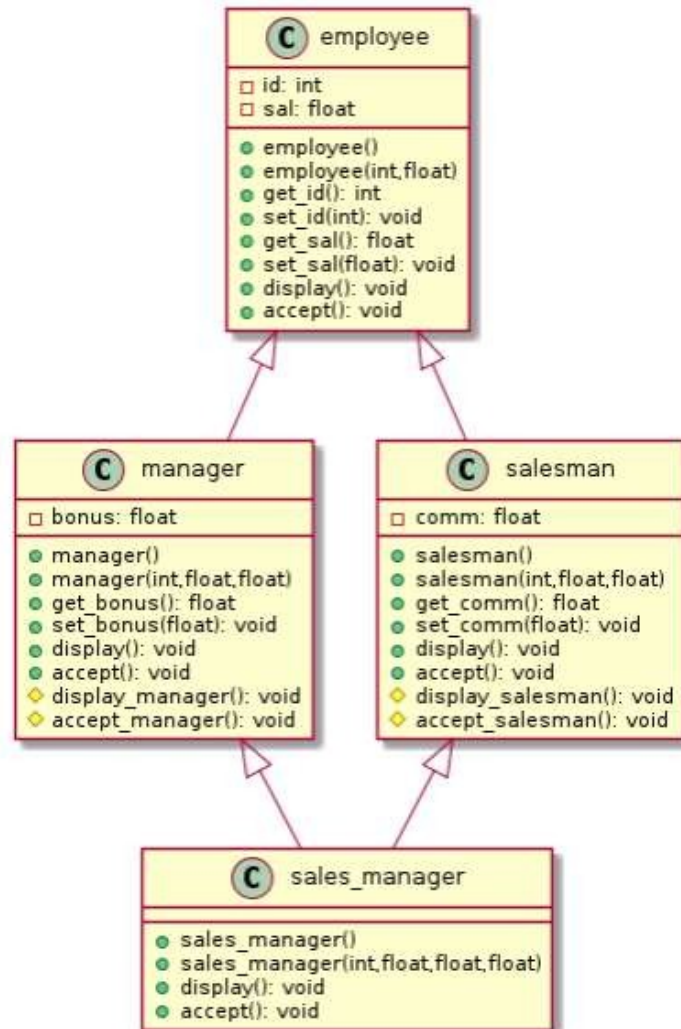 C employee
id: int
sal: float
employee()
employee(int,float)
get_id(): int
set_id(int): void
get_sal(): float
set_sal(float): void
display(): void
accept(): void
C manager
bonus: float
manager()
manager(int,float,float)
get_bonus(): float
set_bonus(float): void
display(): void
accept(): void
display_manager(): void
accept_manager(): void
C salesman
comm: float
salesman()
salesman(int,float,float)
get_comm(): float
set_comm(float): void
display(): void
accept(): void
display_salesman(): void
accept_salesman(): void
C sales_manager
sales_manager()
sales_manager(int,float,float,float)
display(): void
accept(): void